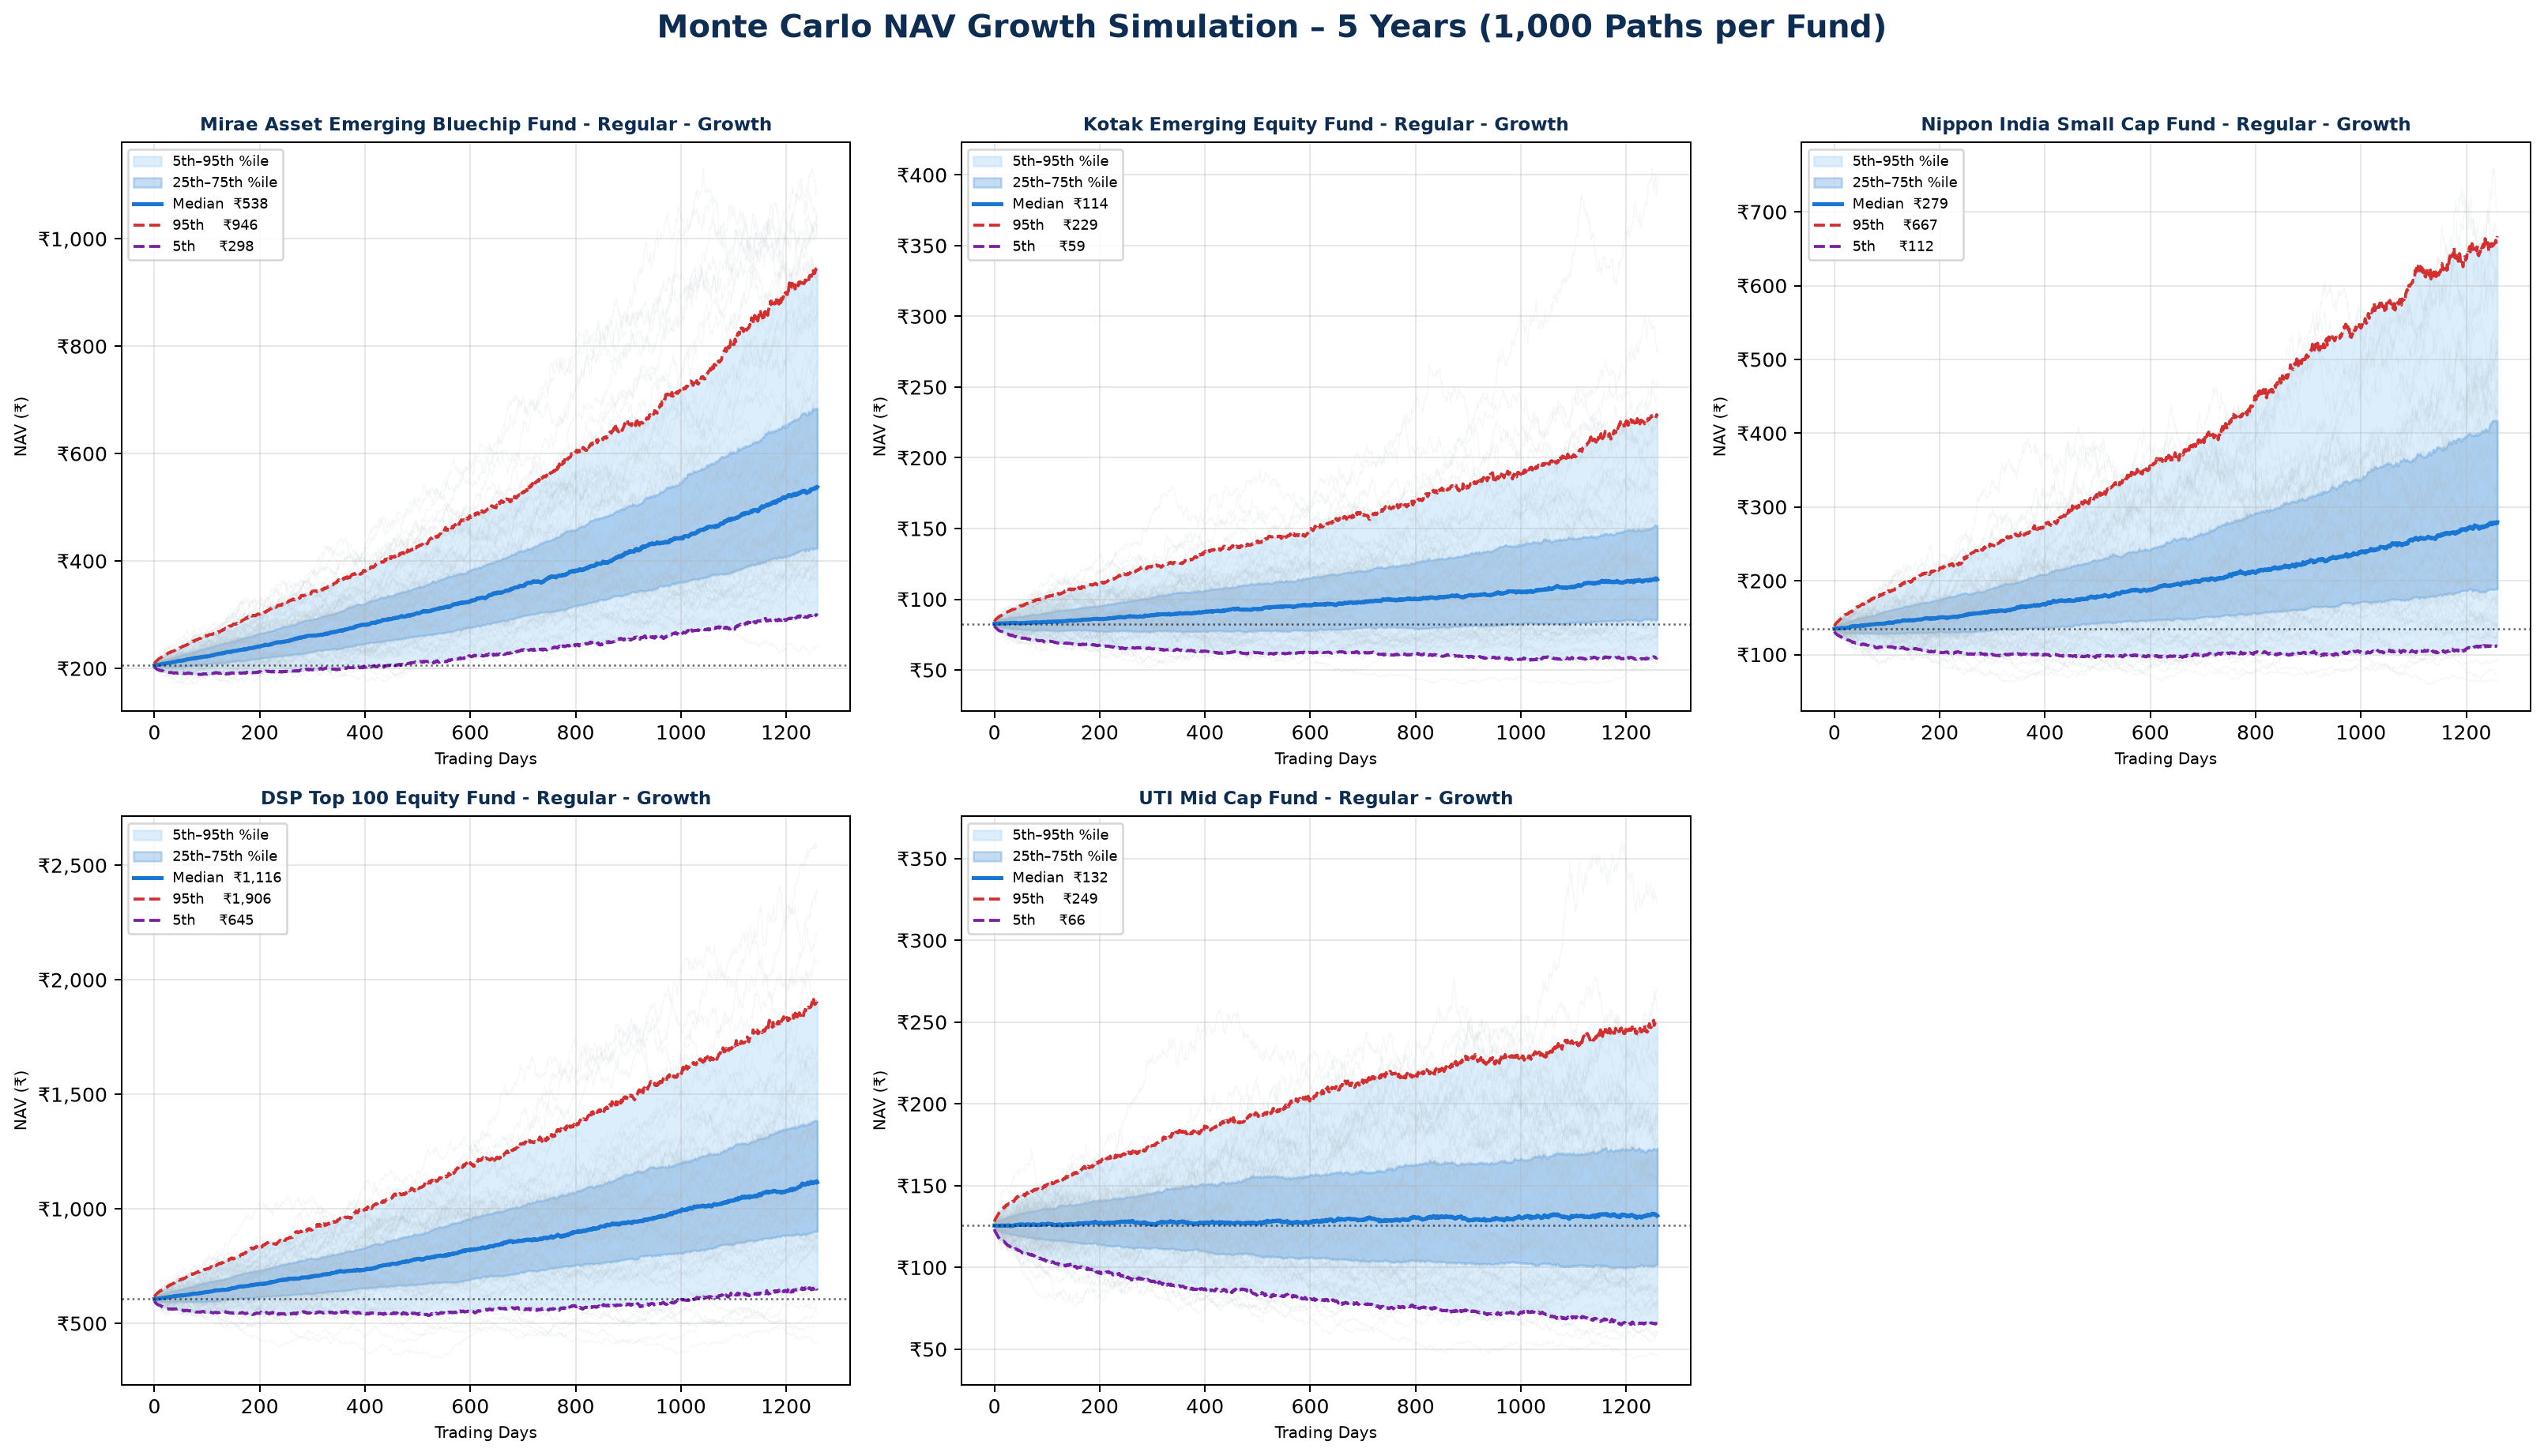 Monte Carlo NAV Growth Simulation – 5 Years (1,000 Paths per Fund)
Mirae Asset Emerging Bluechip Fund - Regular - Growth
5th–95th %ile
25th–75th %ile
Median ₹538
95th ₹946
5th ₹298
₹1,000
₹800
₹600
₹400
₹200
NAV (₹)
0 200 400 600 800 1000 1200
Trading Days
Kotak Emerging Equity Fund - Regular - Growth
5th–95th %ile
25th–75th %ile
Median ₹114
95th ₹229
5th ₹59
₹400
₹350
₹300
₹250
₹200
₹150
₹100
₹50
NAV (₹)
0 200 400 600 800 1000 1200
Trading Days
Nippon India Small Cap Fund - Regular - Growth
5th–95th %ile
25th–75th %ile
Median ₹279
95th ₹667
5th ₹112
₹700
₹600
₹500
₹400
₹300
₹200
₹100
NAV (₹)
0 200 400 600 800 1000 1200
Trading Days
DSP Top 100 Equity Fund - Regular - Growth
5th–95th %ile
25th–75th %ile
Median ₹1,116
95th ₹1,906
5th ₹645
₹2,500
₹2,000
₹1,500
₹1,000
₹500
NAV (₹)
0 200 400 600 800 1000 1200
Trading Days
UTI Mid Cap Fund - Regular - Growth
5th–95th %ile
25th–75th %ile
Median ₹132
95th ₹249
5th ₹66
₹350
₹300
₹250
₹200
₹150
₹100
₹50
NAV (₹)
0 200 400 600 800 1000 1200
Trading Days